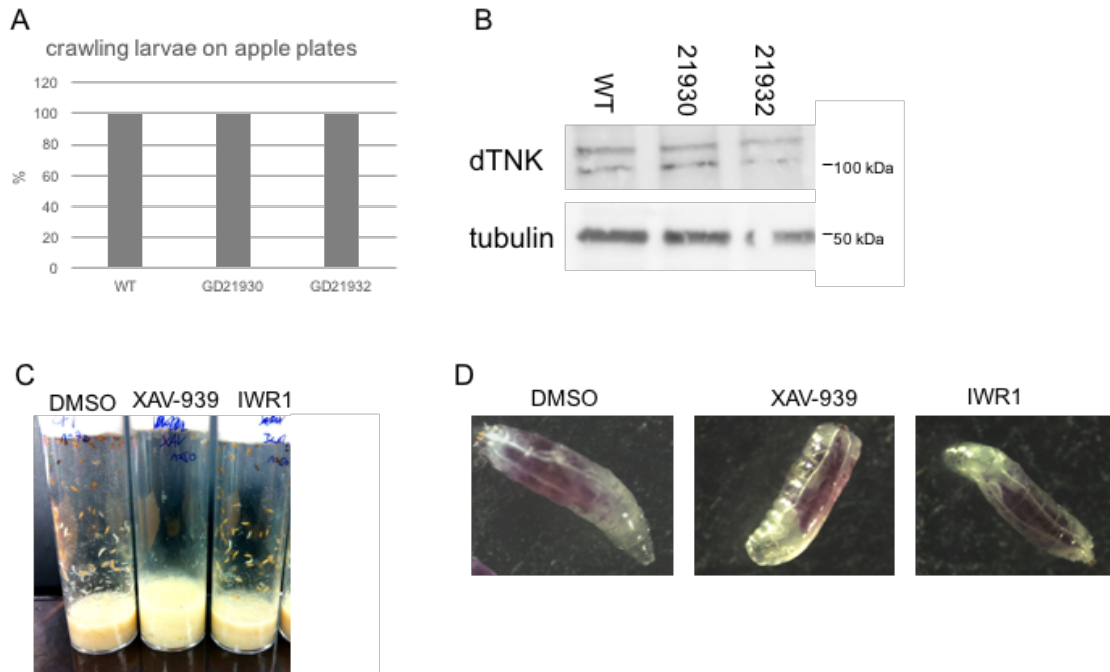 A
crawling larvae on apple plates
120
100
80
60
40
20
0
%
WT
GD21930
GD21932
B
WT
21930
21932
dTNK
100 kDa
tubulin
50 kDa
C
DMSO
XAV-939
IWR1
XAV
D
DMSO
XAV-939
IWR1